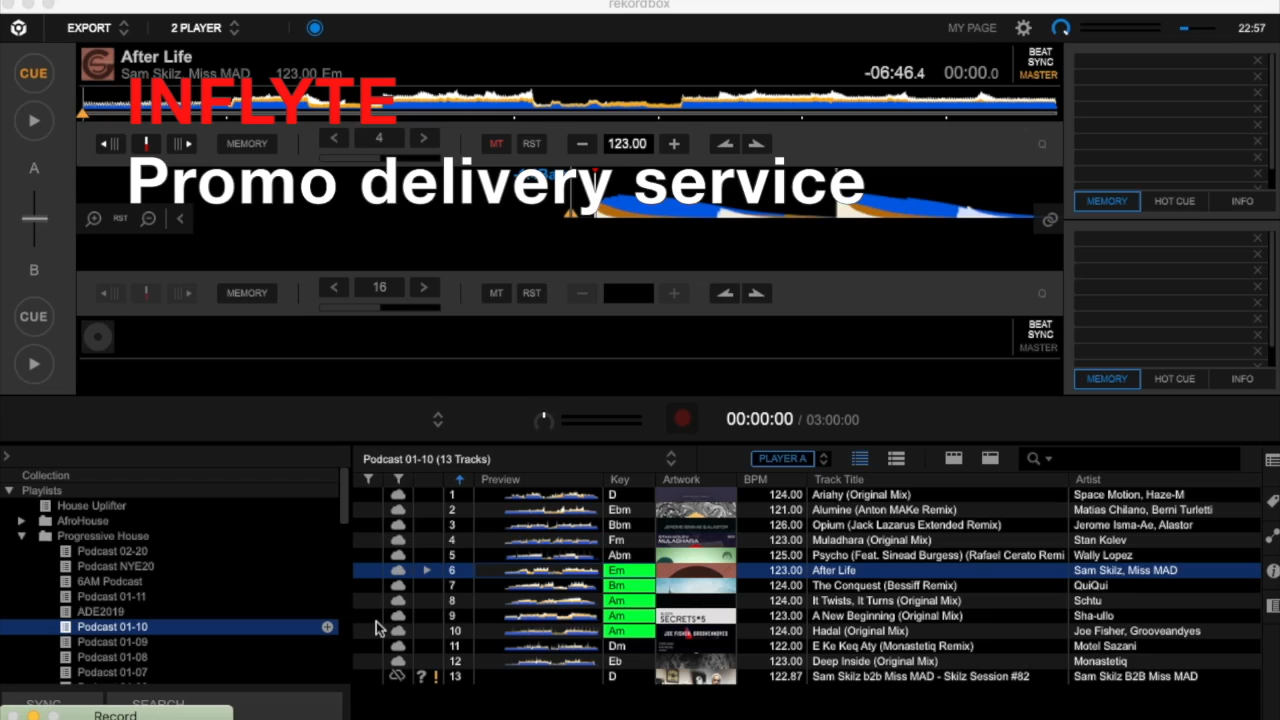 rekordbox
EXPORT 2 PLAYER MY PAGE 22:57
CUE
After Life
Sam Skilz, Miss MAD 123.00 Em
-06:46.4 00:00.0
BEAT SYNC
MASTER
INFLYTE
MEMORY < 4 > MT RST − 123.00 + Q
A
Promo delivery service
RST <
MEMORY HOT CUE INFO
B
MEMORY < 16 > MT RST − + Q
CUE
BEAT SYNC
MASTER
MEMORY HOT CUE INFO
00:00:00 / 03:00:00
Podcast 01-10 (13 Tracks) PLAYER A
Collection
Playlists
House Uplifter
AfroHouse
Progressive House
Podcast 02-20
Podcast NYE20
6AM Podcast
Podcast 01-11
ADE2019
Podcast 01-10
Podcast 01-09
Podcast 01-08
Podcast 01-07
SYNC SEARCH
Record
Preview Key Artwork BPM Track Title Artist
1 D 124.00 Ariahy (Original Mix) Space Motion, Haze-M
2 Ebm 121.00 Alumine (Anton MAKe Remix) Matias Chilano, Berni Turletti
3 Bbm 126.00 Opium (Jack Lazarus Extended Remix) Jerome Isma-Ae, Alastor
4 Fm 123.00 Muladhara (Original Mix) Stan Kolev
5 Abm 125.00 Psycho (Feat. Sinead Burgess) (Rafael Cerato Remi Wally Lopez
6 Em 123.00 After Life Sam Skilz, Miss MAD
7 Bm 124.00 The Conquest (Bessiff Remix) QuiQui
8 Am 124.00 It Twists, It Turns (Original Mix) Schtu
9 Am SECRETS#5 123.00 A New Beginning (Original Mix) Sha-ullo
10 Am JOE FISHER, GROOVEANDYES 124.00 Hadal (Original Mix) Joe Fisher, Grooveandyes
11 Dm 122.00 E Ke Keq Aty (Monastetiq Remix) Motel Sazani
12 Eb 123.00 Deep Inside (Original Mix) Monastetiq
? ! 13 D 122.87 Sam Skilz b2b Miss MAD - Skilz Session #82 Sam Skilz B2B Miss MAD